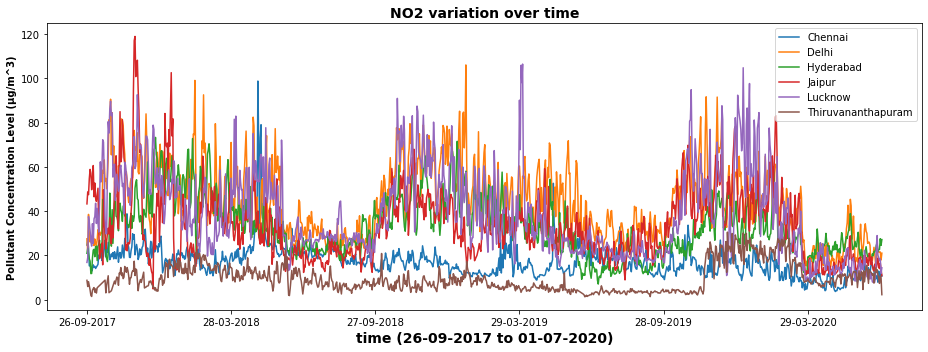 NO2 variation over time
Pollutant Concentration Level (µg/m^3)
120
100
80
60
40
20
0
Chennai
Delhi
Hyderabad
Jaipur
Lucknow
Thiruvananthapuram
26-09-2017 28-03-2018 27-09-2018 29-03-2019 28-09-2019 29-03-2020
time (26-09-2017 to 01-07-2020)